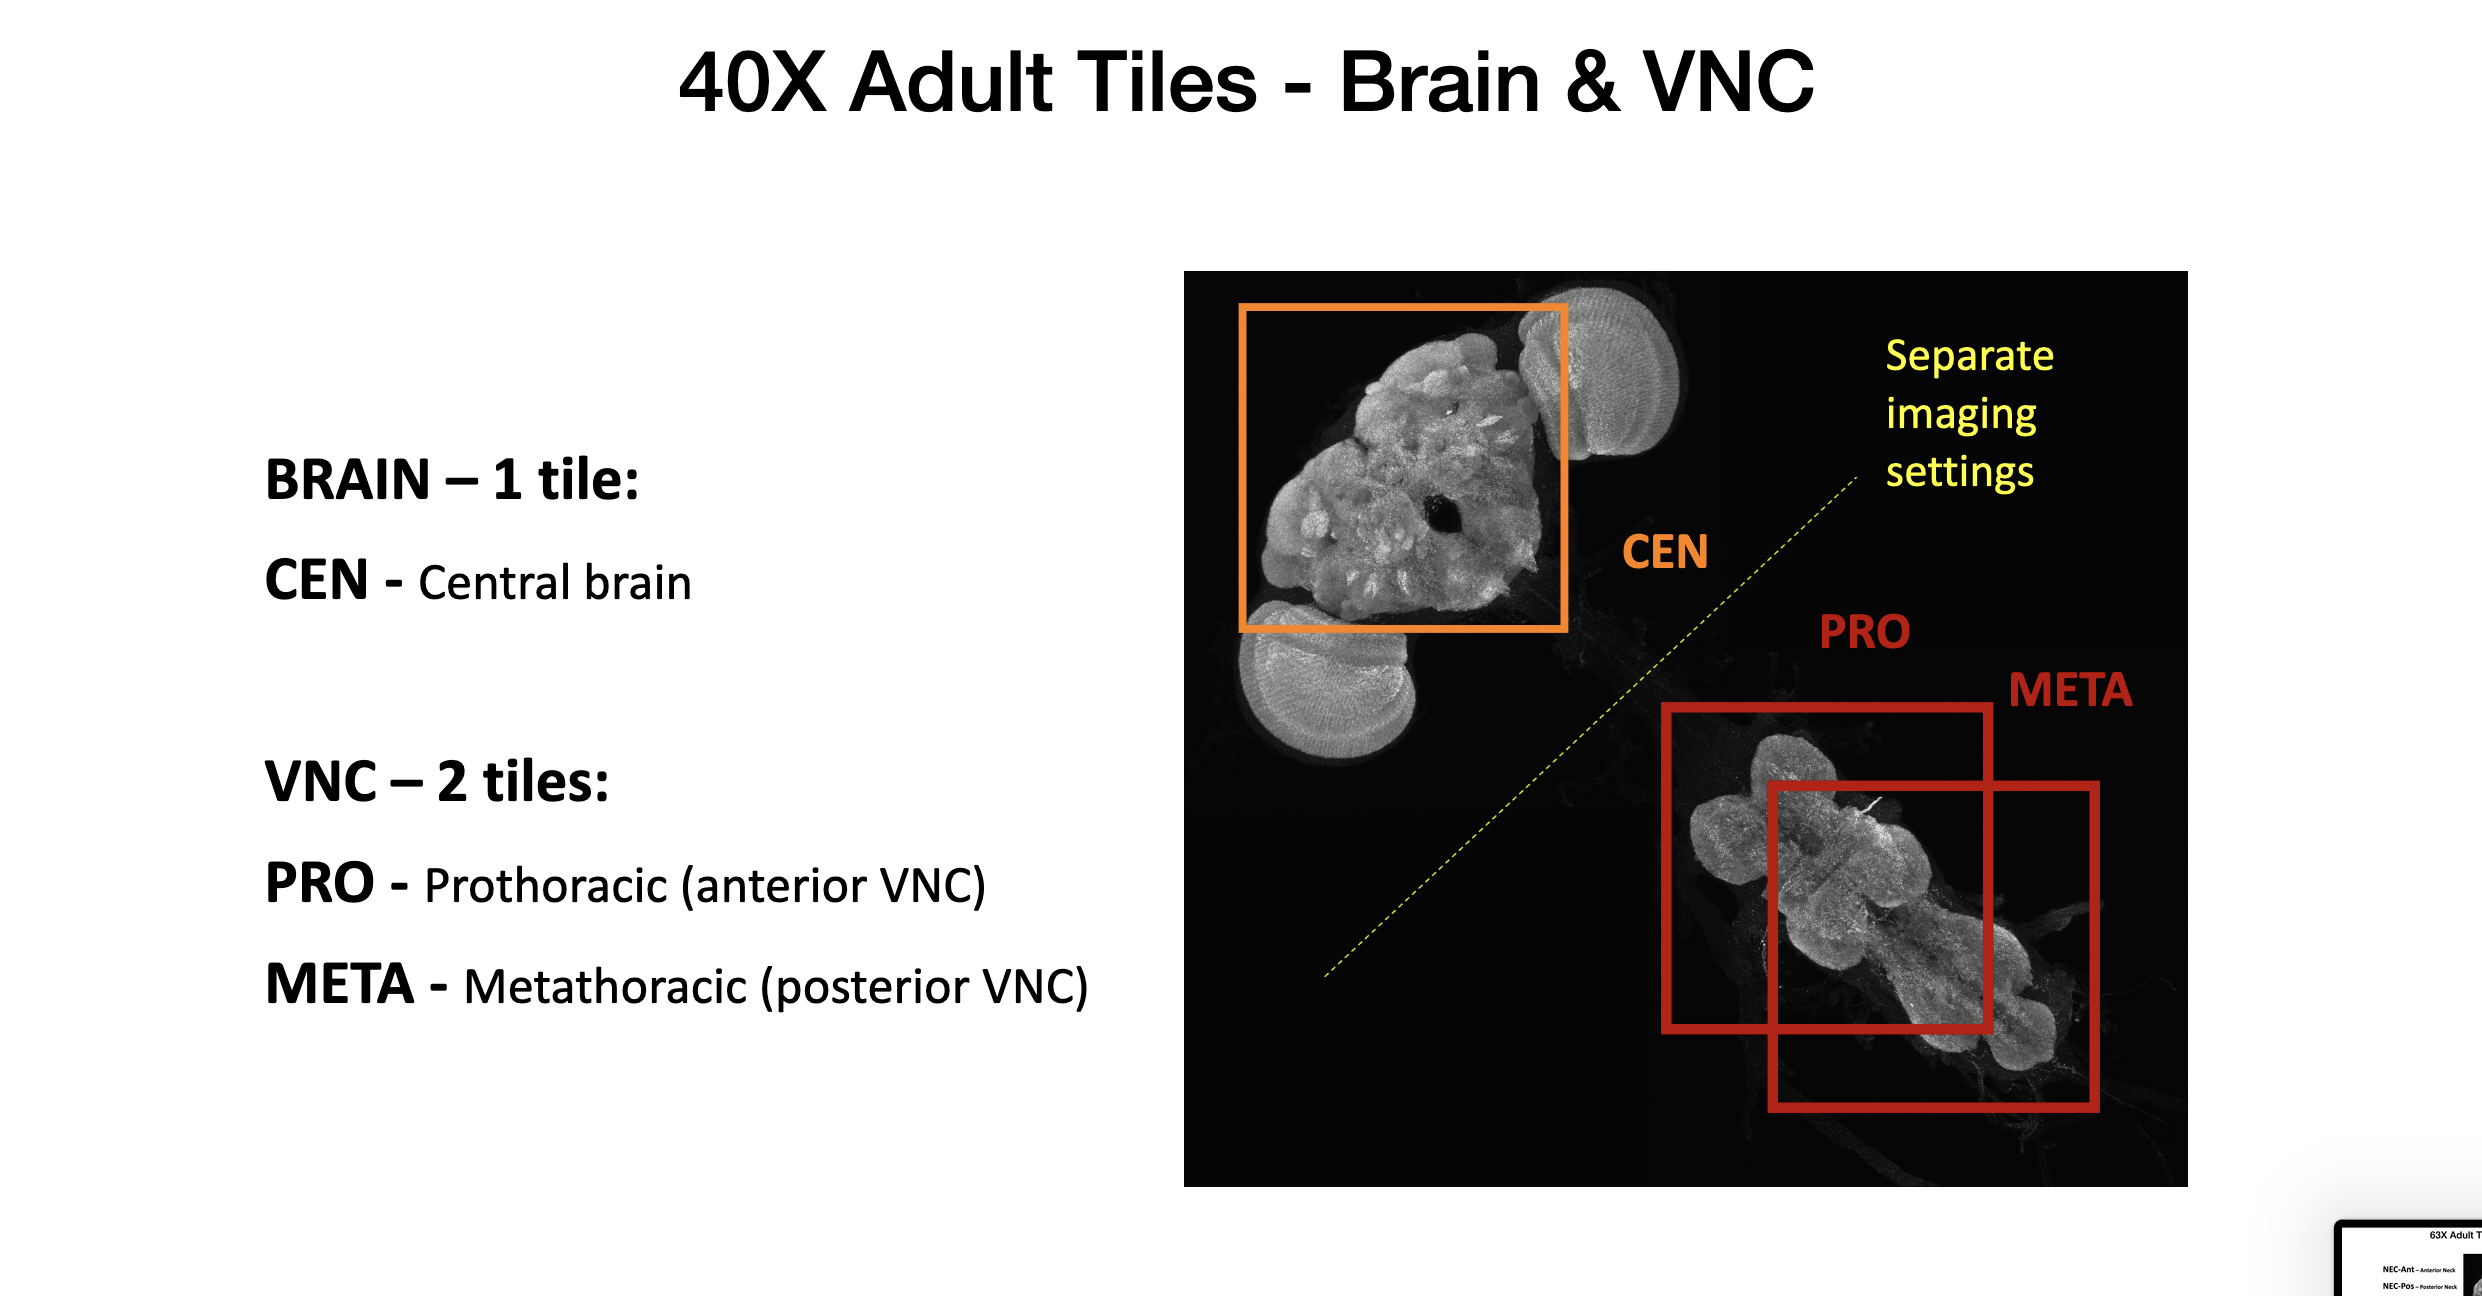 40X Adult Tiles - Brain & VNC
BRAIN – 1 tile:
CEN - Central brain
VNC – 2 tiles:
PRO - Prothoracic (anterior VNC)
META - Metathoracic (posterior VNC)
Separate
imaging
settings
CEN
PRO
META
63X Adult T
NEC-Ant – Anterior Neck
NEC-Pos – Posterior Neck